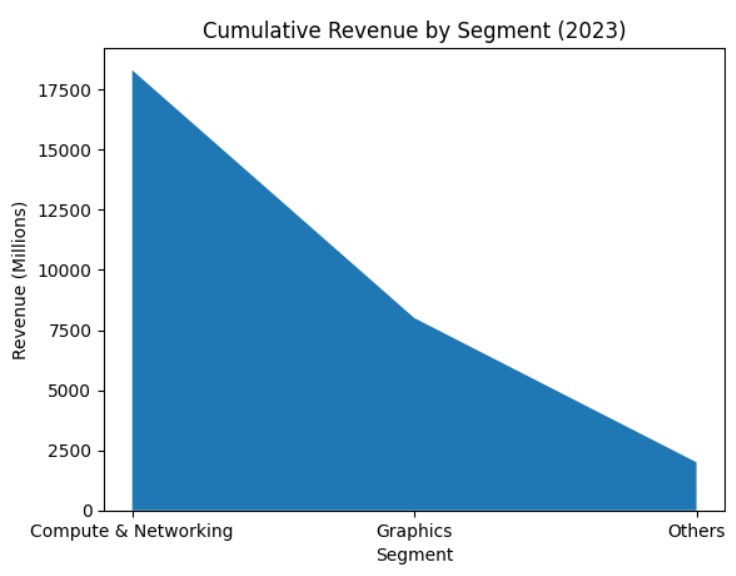 Cumulative Revenue by Segment (2023)
Revenue (Millions)
17500
15000
12500
10000
7500
5000
2500
0
Compute & Networking Graphics Others
Segment